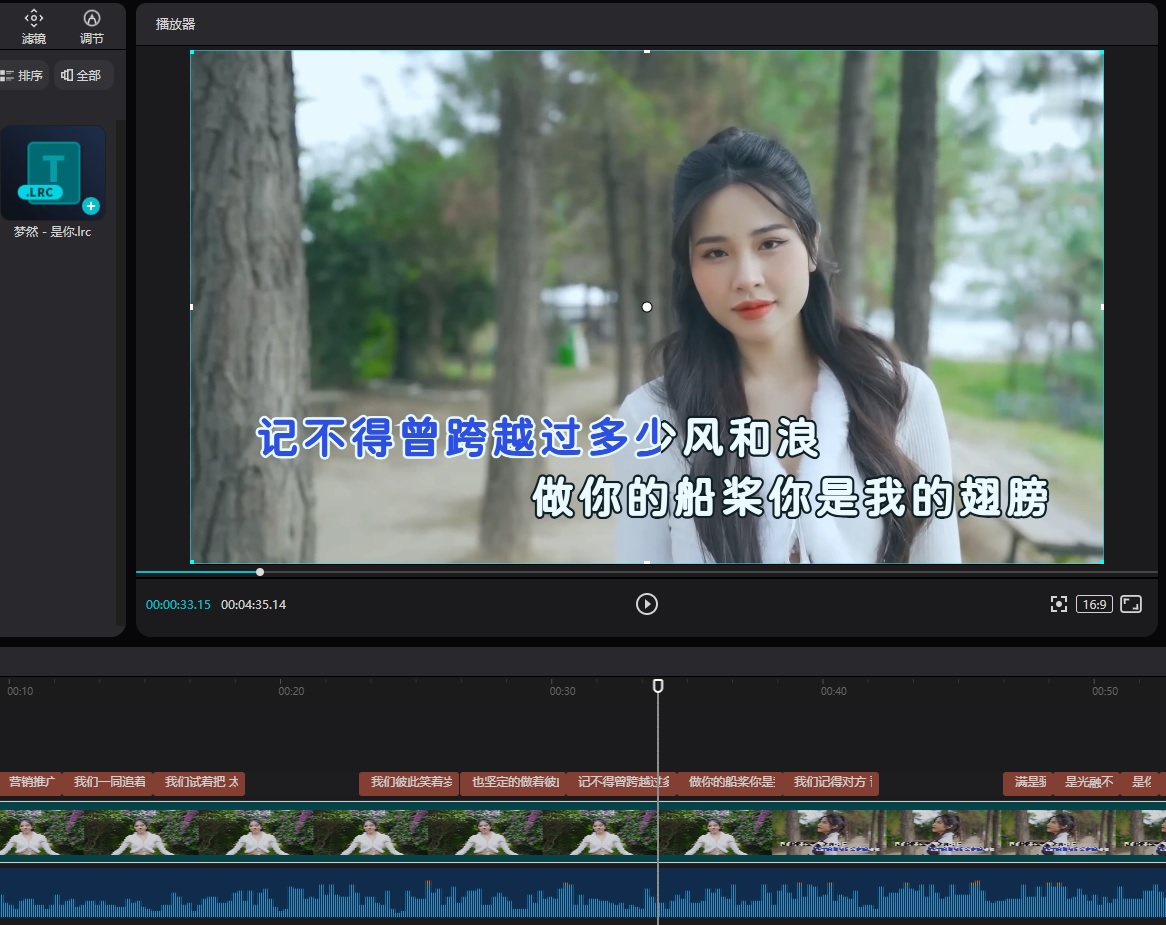 滤镜
调节
排序
全部
T
.LRC
梦然 - 是你.lrc
播放器
记不得曾跨越过多少风和浪
做你的船桨你是我的翅膀
00:00:33.15 00:04:35.14
16:9
00:10 00:20 00:30 00:40 00:50
营销推广 我们一同追着 我们试着把 太 我们彼此笑着 也坚定的做着彼 记不得曾跨越过 做你的船桨你是 我们记得对方 满是 是光融不 是